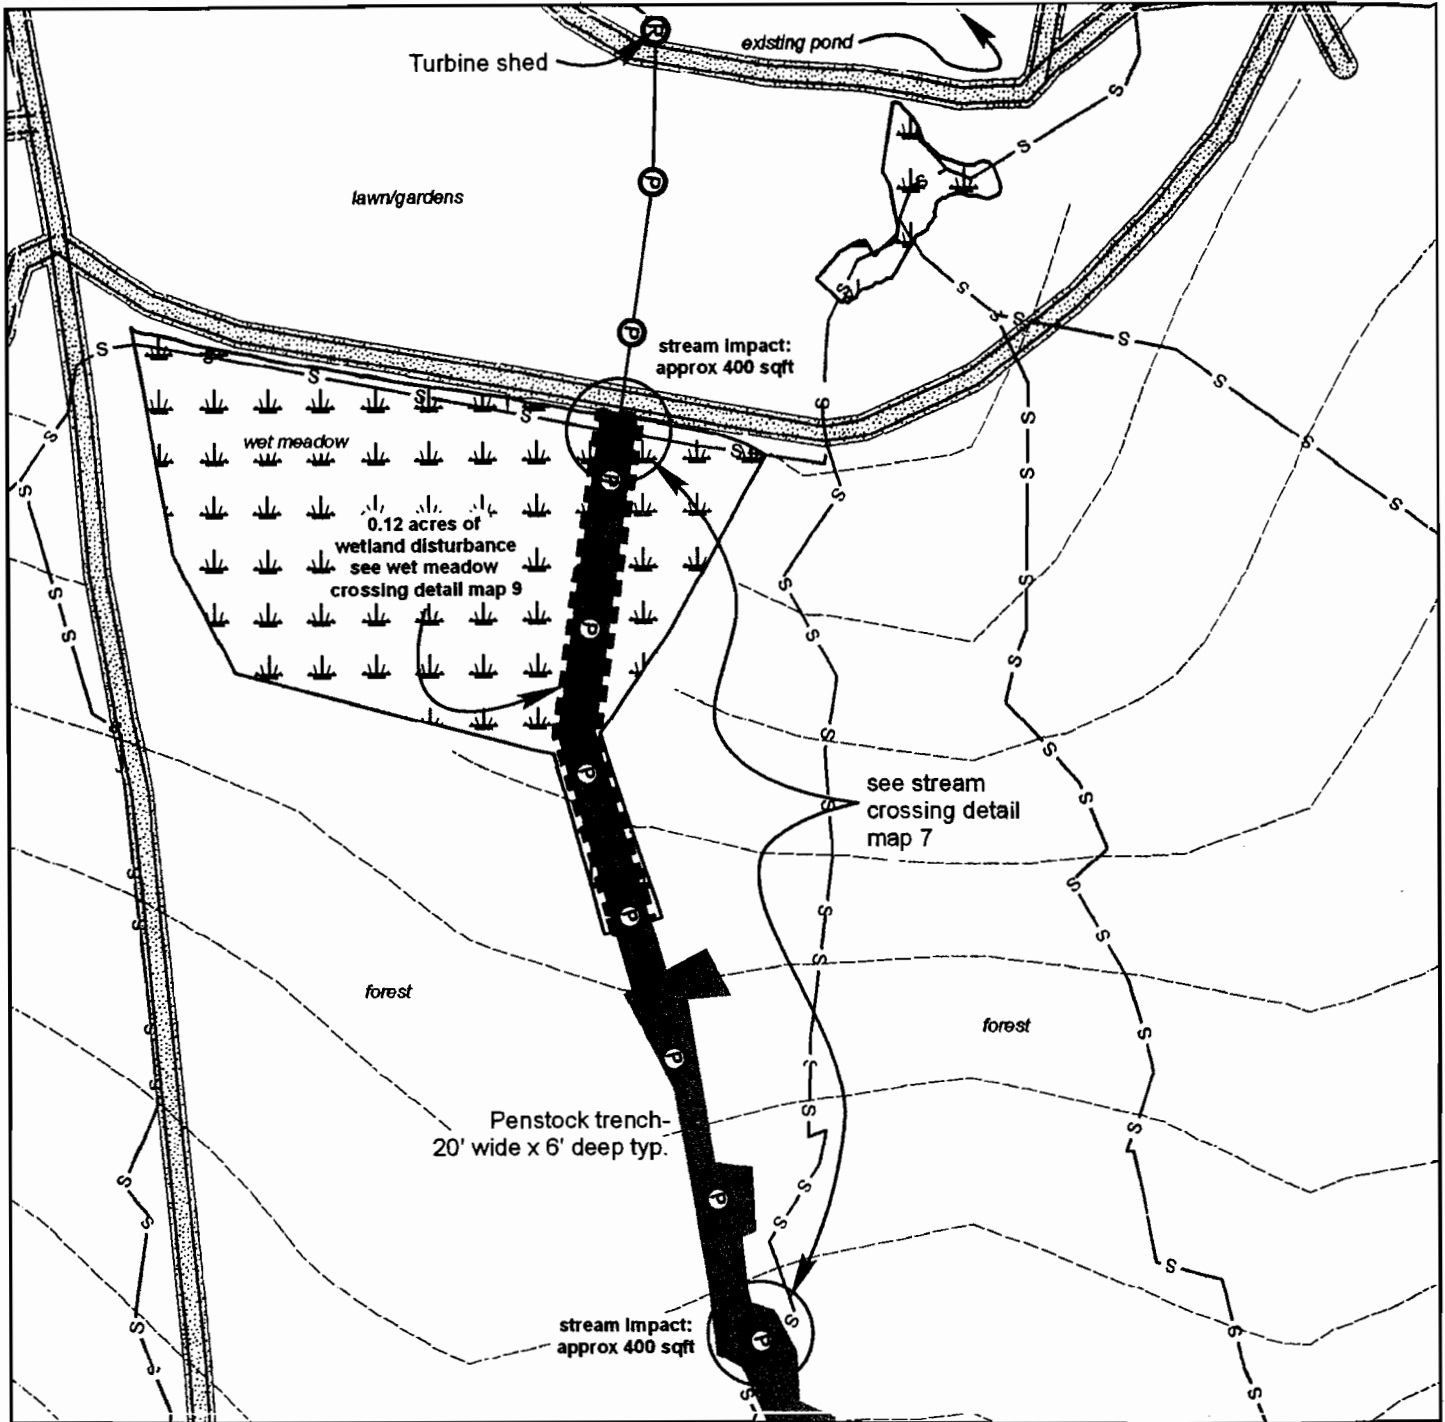 existing pond
Turbine shed
lawn/gardens
stream impact:
approx 400 sqft
wet meadow
0.12 acres of
wetland disturbance
see wet meadow
crossing detail map 9
see stream
crossing detail
map 7
forest
forest
Penstock trench-
20' wide x 6' deep typ.
stream impact:
approx 400 sqft